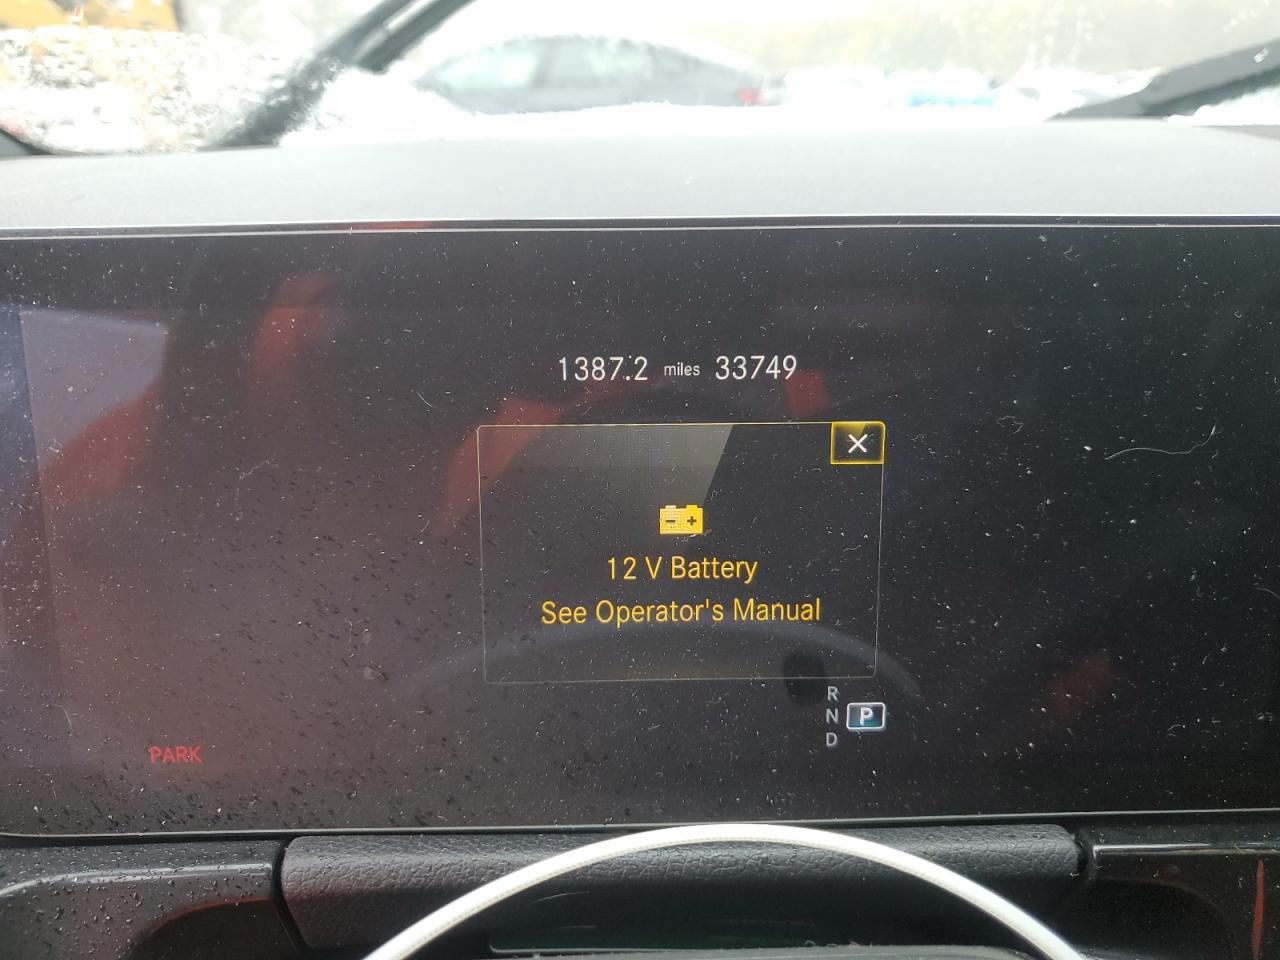 1387.2 miles 33749
12 V Battery
See Operator's Manual
R
N P
D
PARK